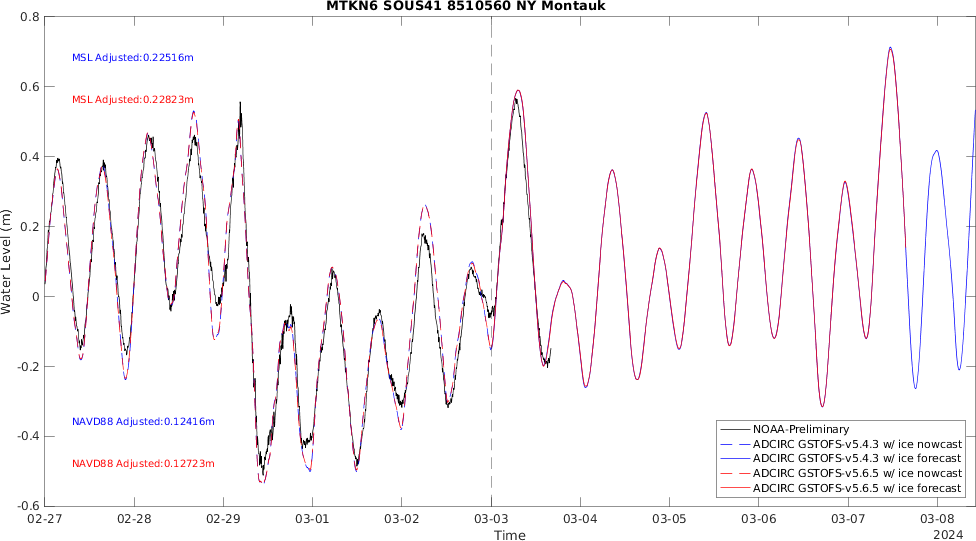 MTKN6 SOUS41 8510560 NY Montauk
0.8
0.6
0.4
0.2
0
-0.2
-0.4
-0.6
Water Level (m)
MSL Adjusted:0.22516m
MSL Adjusted:0.22823m
NAVD88 Adjusted:0.12416m
NAVD88 Adjusted:0.12723m
NOAA-Preliminary
ADCIRC GSTOFS-v5.4.3 w/ ice nowcast
ADCIRC GSTOFS-v5.4.3 w/ ice forecast
ADCIRC GSTOFS-v5.6.5 w/ ice nowcast
ADCIRC GSTOFS-v5.6.5 w/ ice forecast
02-27 02-28 02-29 03-01 03-02 03-03 03-04 03-05 03-06 03-07 03-08
Time
2024